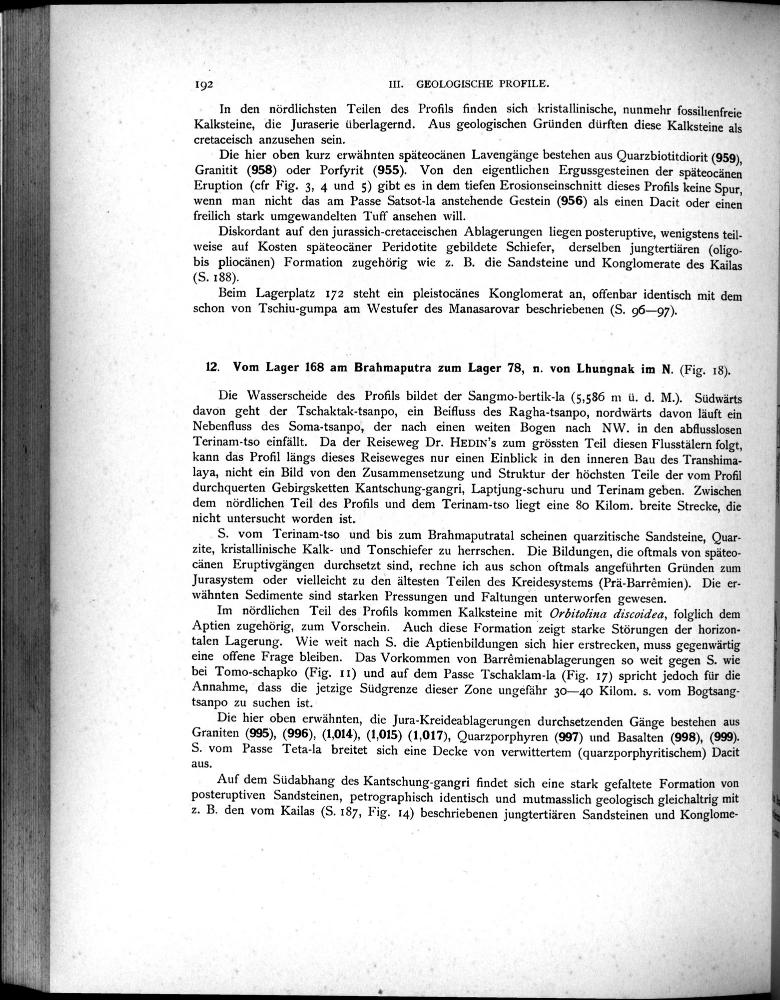 192 III. GEOLOGISCHE PROFILE.
In den nördlichsten Teilen des Profils finden sich kristallinische, nunmehr fossilienfreie
Kalksteine, die Juraserie überlagernd. Aus geologischen Gründen dürften diese Kalksteine als
cretaceisch anzusehen sein.
Die hier oben kurz erwähnten späteocänen Lavengänge bestehen aus Quarzbiotitdiorit (959),
Granitit (958) oder Porfyrit (955). Von den eigentlichen Ergussgesteinen der späteocänen
Eruption (cfr Fig. 3, 4 und 5) gibt es in dem tiefen Erosionseinschnitt dieses Profils keine Spur,
wenn man nicht das am Passe Satsot-la anstehende Gestein (956) als einen Dacit oder einen
freilich stark umgewandelten Tuff ansehen will.
Diskordant auf den jurassich-cretaceischen Ablagerungen liegen posteruptive, wenigstens teil-
weise auf Kosten späteocäner Peridotite gebildete Schiefer, derselben jungtertiären (oligo-
bis pliocänen) Formation zugehörig wie z. B. die Sandsteine und Konglomerate des Kailas
(S. 188).
Beim Lagerplatz 172 steht ein pleistocänes Konglomerat an, offenbar identisch mit dem
schon von Tschiu-gumpa am Westufer des Manasarovar beschriebenen (S. 96—97).
12. Vom Lager 168 am Brahmaputra zum Lager 78, n. von Lhungnak im N. (Fig. 18).
Die Wasserscheide des Profils bildet der Sangmo-bertik-la (5,586 m ü. d. M.). Südwärts
davon geht der Tschaktak-tsanpo, ein Beifluss des Ragha-tsanpo, nordwärts davon läuft ein
Nebenfluss des Soma-tsanpo, der nach einen weiten Bogen nach NW. in den abflusslosen
Terinam-tso einfällt. Da der Reiseweg Dr. HEDIN's zum grössten Teil diesen Flusstälern folgt,
kann das Profil längs dieses Reiseweges nur einen Einblick in den inneren Bau des Transhima-
laya, nicht ein Bild von den Zusammensetzung und Struktur der höchsten Teile der vom Profil
durchquerten Gebirgsketten Kantschung-gangri, Laptjung-schuru und Terinam geben. Zwischen
dem nördlichen Teil des Profils und dem Terinam-tso liegt eine 80 Kilom. breite Strecke, die
nicht untersucht worden ist.
S. vom Terinam-tso und bis zum Brahmaputratal scheinen quarzitische Sandsteine, Quar-
zite, kristallinische Kalk- und Tonschiefer zu herrschen. Die Bildungen, die oftmals von späteo-
cänen Eruptivgängen durchsetzt sind, rechne ich aus schon oftmals angeführten Gründen zum
Jurasystem oder vielleicht zu den ältesten Teilen des Kreidesystems (Prä-Barrêmien). Die er-
wähnten Sedimente sind starken Pressungen und Faltungen unterworfen gewesen.
Im nördlichen Teil des Profils kommen Kalksteine mit Orbitolina discoidea, folglich dem
Aptien zugehörig, zum Vorschein. Auch diese Formation zeigt starke Störungen der horizon-
talen Lagerung. Wie weit nach S. die Aptienbildungen sich hier erstrecken, muss gegenwärtig
eine offene Frage bleiben. Das Vorkommen von Barrêmienablagerungen so weit gegen S. wie
bei Tomo-schapko (Fig. 11) und auf dem Passe Tschaklam-la (Fig. 17) spricht jedoch für die
Annahme, dass die jetzige Südgrenze dieser Zone ungefähr 30—40 Kilom. s. vom Bogtsang-
tsanpo zu suchen ist.
Die hier oben erwähnten, die Jura-Kreideablagerungen durchsetzenden Gänge bestehen aus
Graniten (995), (996), (1,014), (1,015) (1,017), Quarzporphyren (997) und Basalten (998), (999).
S. vom Passe Teta-la breitet sich eine Decke von verwittertem (quarzporphyritischem) Dacit
aus.
Auf dem Südabhang des Kantschung-gangri findet sich eine stark gefaltete Formation von
posteruptiven Sandsteinen, petrographisch identisch und mutmasslich geologisch gleichaltrig mit
z. B. den vom Kailas (S. 187, Fig. 14) beschriebenen jungtertiären Sandsteinen und Konglome-